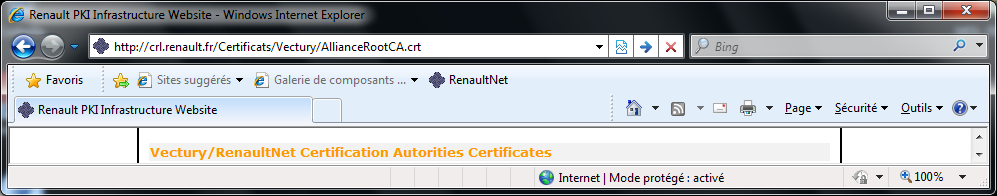 Renault PKI Infrastructure Website - Windows Internet Explorer
http://crl.renault.fr/Certificats/Vectury/AllianceRootCA.crt
Bing
Favoris
Sites suggérés
Galerie de composants ...
RenaultNet
Renault PKI Infrastructure Website
Page
Sécurité
Outils
Vectury/RenaultNet Certification Autorities Certificates
Internet | Mode protégé : activé
100%